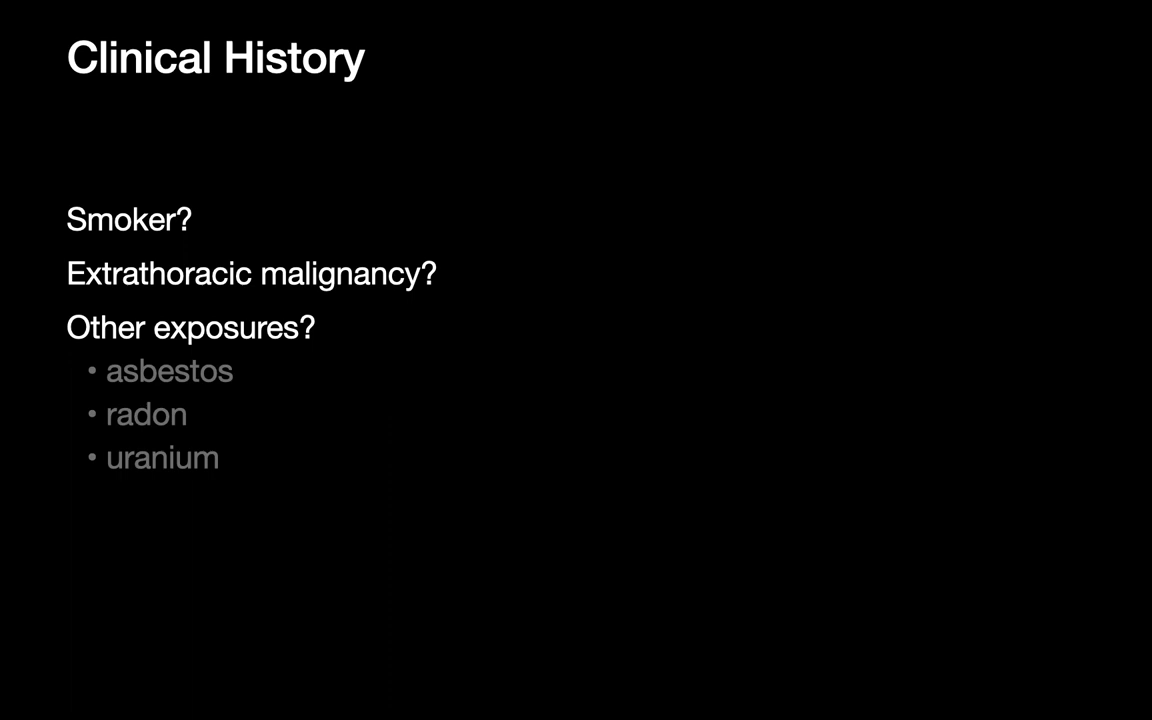 Clinical History
Smoker?
Extrathoracic malignancy?
Other exposures?
• asbestos
• radon
• uranium